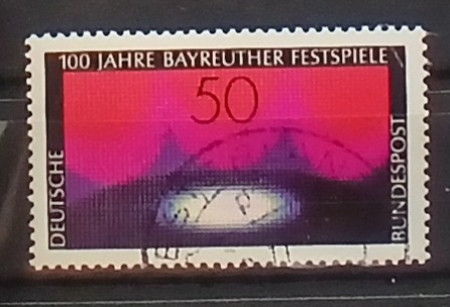 100 JAHRE BAYREUTHER FESTSPIELE
50
DEUTSCHE
BUNDESPOST